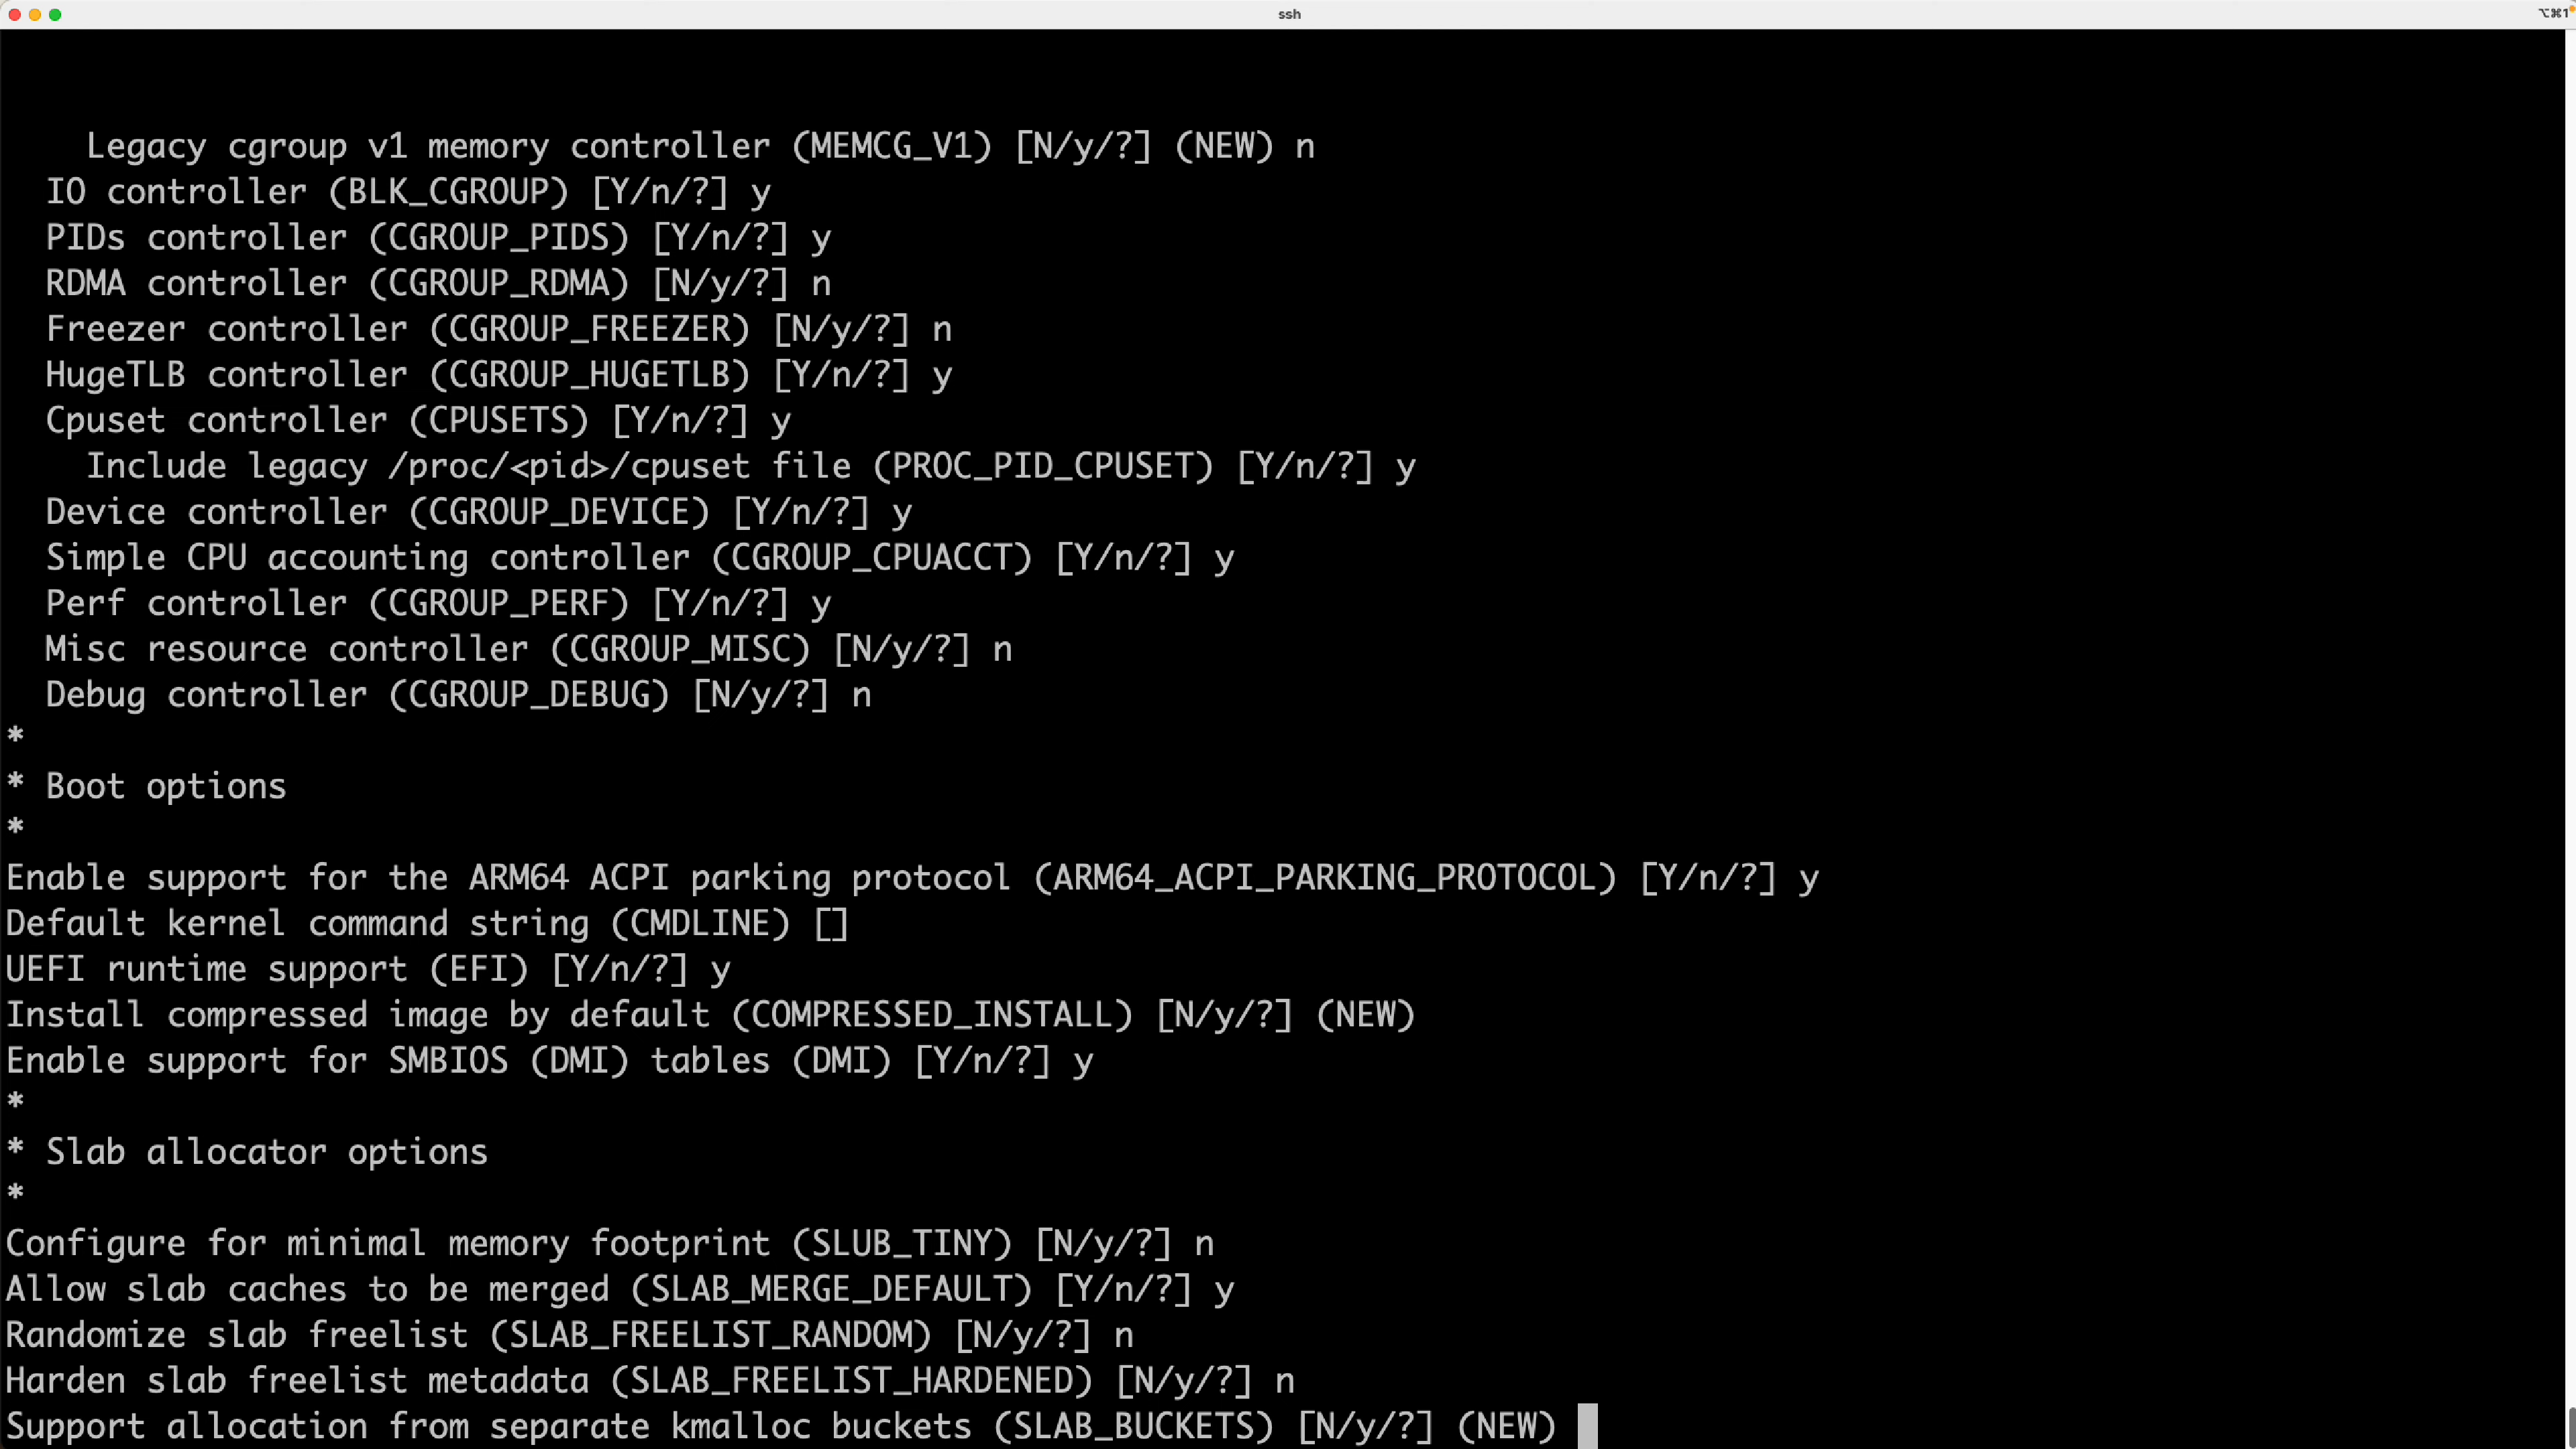 ssh
⌥⌘1
Legacy cgroup v1 memory controller (MEMCG_V1) [N/y/?] (NEW) n
IO controller (BLK_CGROUP) [Y/n/?] y
PIDs controller (CGROUP_PIDS) [Y/n/?] y
RDMA controller (CGROUP_RDMA) [N/y/?] n
Freezer controller (CGROUP_FREEZER) [N/y/?] n
HugeTLB controller (CGROUP_HUGETLB) [Y/n/?] y
Cpuset controller (CPUSETS) [Y/n/?] y
Include legacy /proc/<pid>/cpuset file (PROC_PID_CPUSET) [Y/n/?] y
Device controller (CGROUP_DEVICE) [Y/n/?] y
Simple CPU accounting controller (CGROUP_CPUACCT) [Y/n/?] y
Perf controller (CGROUP_PERF) [Y/n/?] y
Misc resource controller (CGROUP_MISC) [N/y/?] n
Debug controller (CGROUP_DEBUG) [N/y/?] n
*
* Boot options
*
Enable support for the ARM64 ACPI parking protocol (ARM64_ACPI_PARKING_PROTOCOL) [Y/n/?] y
Default kernel command string (CMDLINE) []
UEFI runtime support (EFI) [Y/n/?] y
Install compressed image by default (COMPRESSED_INSTALL) [N/y/?] (NEW)
Enable support for SMBIOS (DMI) tables (DMI) [Y/n/?] y
*
* Slab allocator options
*
Configure for minimal memory footprint (SLUB_TINY) [N/y/?] n
Allow slab caches to be merged (SLAB_MERGE_DEFAULT) [Y/n/?] y
Randomize slab freelist (SLAB_FREELIST_RANDOM) [N/y/?] n
Harden slab freelist metadata (SLAB_FREELIST_HARDENED) [N/y/?] n
Support allocation from separate kmalloc buckets (SLAB_BUCKETS) [N/y/?] (NEW)